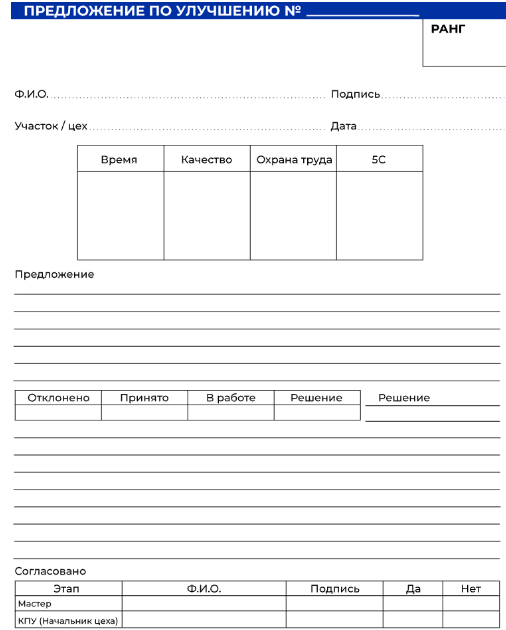 ПРЕДЛОЖЕНИЕ ПО УЛУЧШЕНИЮ №
РАНГ
Ф.И.О. Подпись
Участок / цех Дата
Время Качество Охрана труда 5С
Предложение
Отклонено Принято В работе Решение Решение
Согласовано
Этап Ф.И.О. Подпись Да Нет
Мастер
КПУ (Начальник цеха)